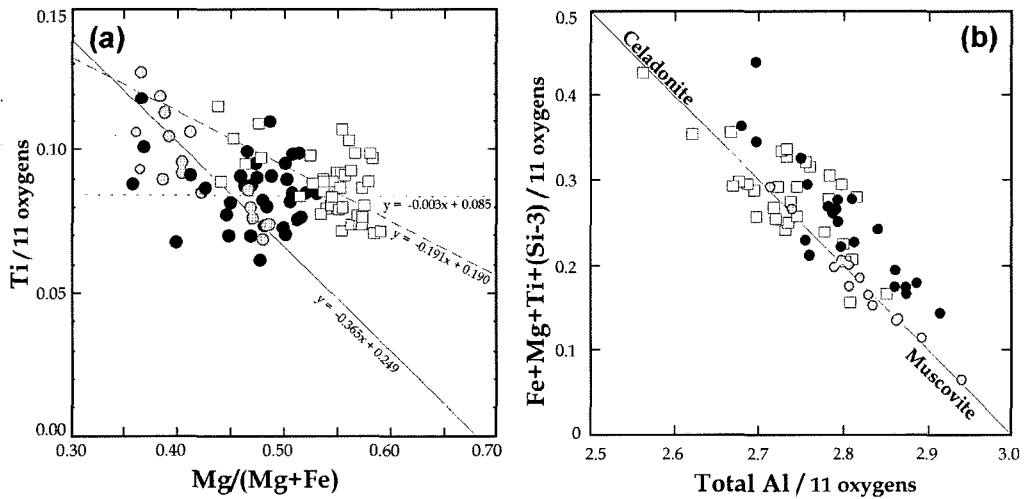 (a)
0.15
0.10
0.05
0.00
Ti / 11 oxygens
0.30
0.40
0.50
0.60
0.70
Mg/(Mg+Fe)
y = -0.003x + 0.085
y = -0.191x + 0.190
y = -0.365x + 0.249
(b)
0.5
0.4
0.3
0.2
0.1
0
Fe+Mg+Ti+(Si-3) / 11 oxygens
Celadonite
Muscovite
2.5
2.6
2.7
2.8
2.9
3.0
Total Al / 11 oxygens